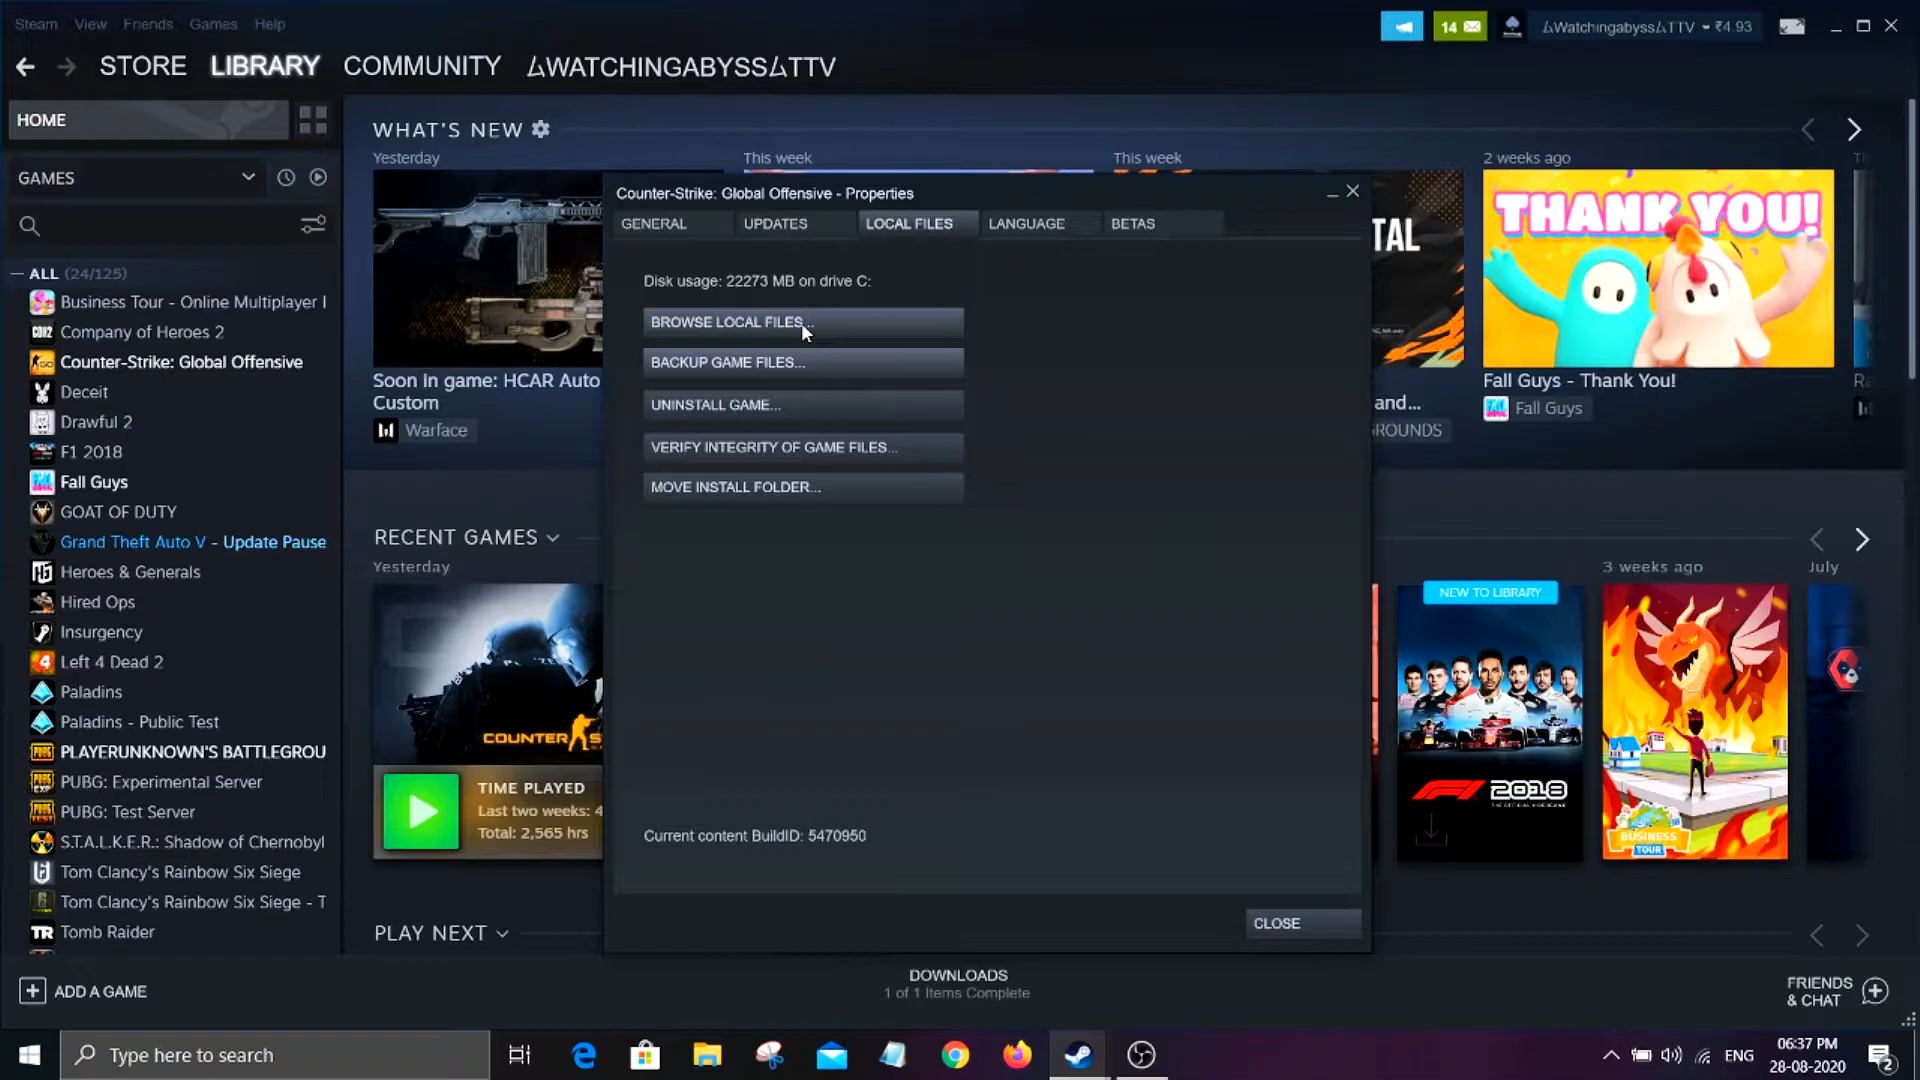 Steam View Friends Games Help
14
ΔWatchingabyssΔTTV ₹4.93
STORE LIBRARY COMMUNITY ΔWATCHINGABYSSΔTTV
HOME
GAMES
ALL (24/125)
Business Tour - Online Multiplayer
Company of Heroes 2
Counter-Strike: Global Offensive
Deceit
Drawful 2
F1 2018
Fall Guys
GOAT OF DUTY
Grand Theft Auto V - Update Pause
Heroes & Generals
Hired Ops
Insurgency
Left 4 Dead 2
Paladins
Paladins - Public Test
PLAYERUNKNOWN'S BATTLEGROU
PUBG: Experimental Server
PUBG: Test Server
S.T.A.L.K.E.R.: Shadow of Chernobyl
Tom Clancy's Rainbow Six Siege
Tom Clancy's Rainbow Six Siege - T
Tomb Raider
ADD A GAME
WHAT'S NEW
Yesterday
This week
This week
2 weeks ago
TAL
THANK YOU!
Soon In game: HCAR Auto
Custom
Warface
and...
ROUNDS
Fall Guys - Thank You!
Fall Guys
Counter-Strike: Global Offensive - Properties
GENERAL UPDATES LOCAL FILES LANGUAGE BETAS
Disk usage: 22273 MB on drive C:
BROWSE LOCAL FILES...
BACKUP GAME FILES...
UNINSTALL GAME...
VERIFY INTEGRITY OF GAME FILES...
MOVE INSTALL FOLDER...
Current content BuildID: 5470950
CLOSE
RECENT GAMES
Yesterday
3 weeks ago
July
COUNTER S
TIME PLAYED
Last two weeks: 4
Total: 2,565 hrs
NEW TO LIBRARY
F1 2018
BUSINESS
TOUR
PLAY NEXT
DOWNLOADS
1 of 1 Items Complete
FRIENDS
& CHAT
Type here to search
ENG
06:37 PM
28-08-2020
2